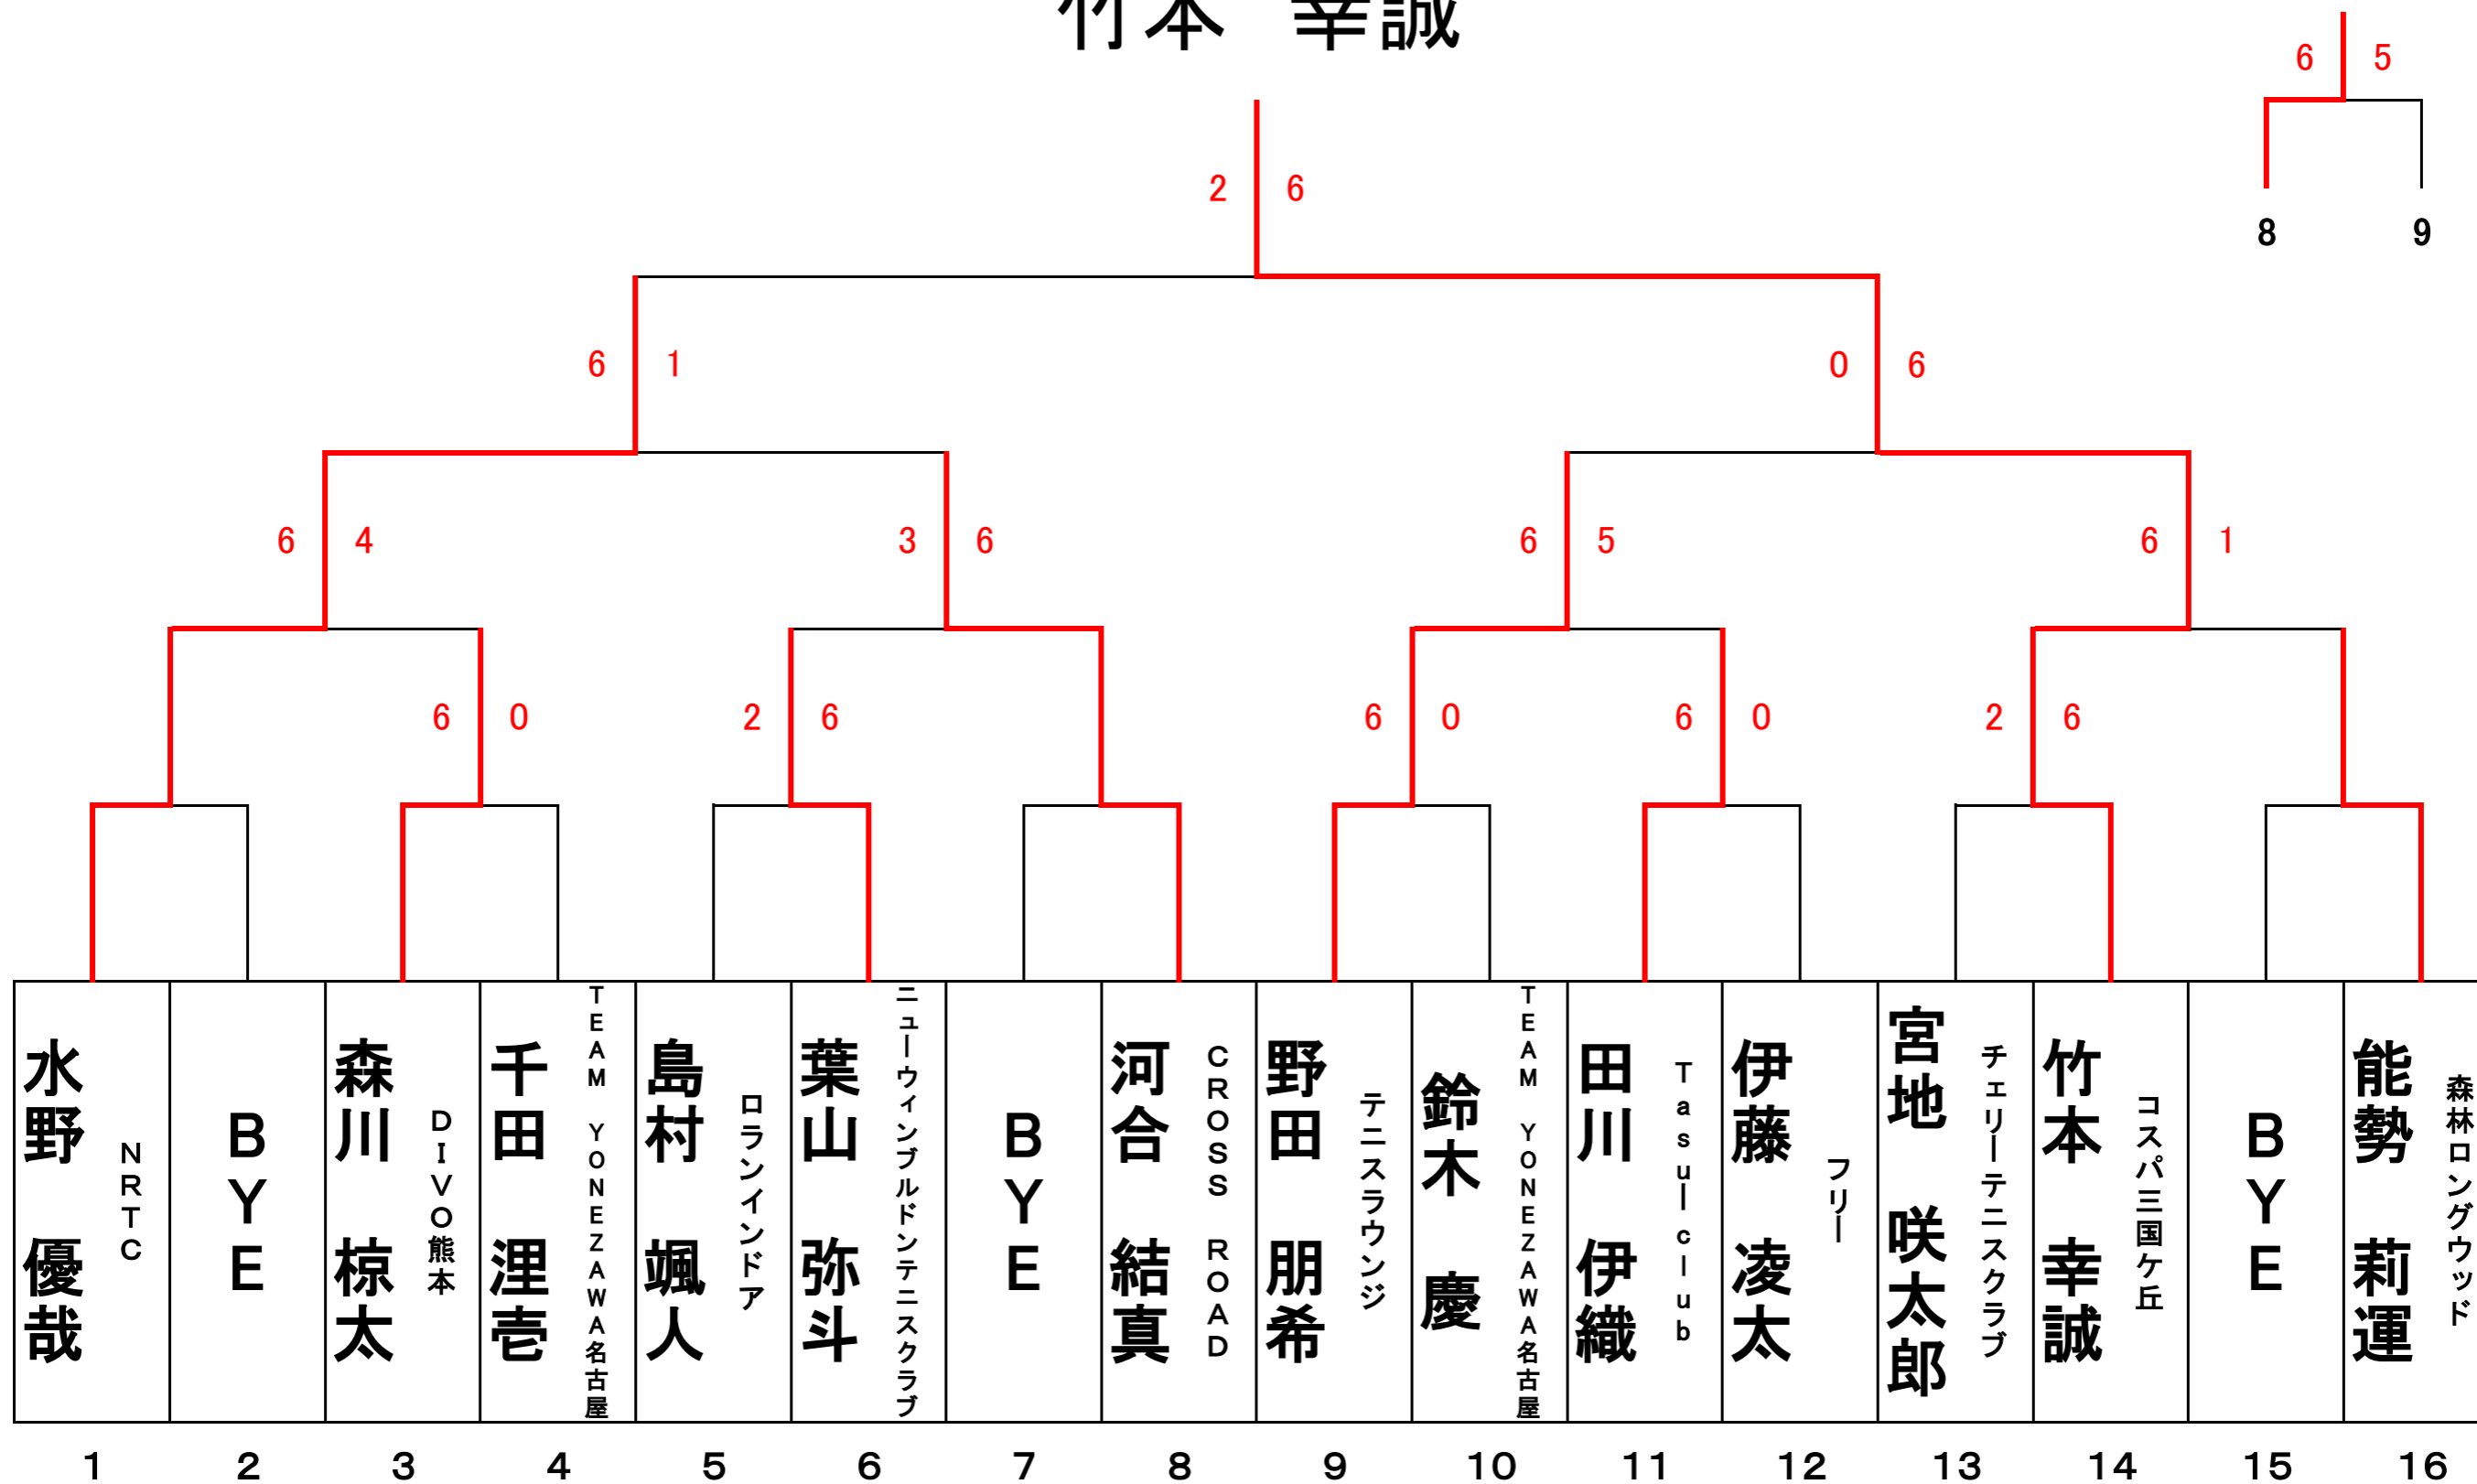 竹本　幸誠
6 5
8 9
2 6
6 1
0 6
6 4
3 6
6 5
6 1
6 0
2 6
6 0
6 0
2 6
水野　優哉
ＮＲＴＣ
ＢＹＥ
森川　椋太
ＤＩＶＯ熊本
千田　浬壱
ＴＥＡＭ　ＹＯＮＥＺＡＷＡ名古屋
島村　颯人
ロランインドア
葉山　弥斗
ニューウィンブルドンテニスクラブ
ＢＹＥ
河合　結真
ＣＲＯＳＳ　ＲＯＡＤ
野田　朋希
テニスラウンジ
鈴木　慶
ＴＥＡＭ　ＹＯＮＥＺＡＷＡ名古屋
田川　伊織
Ｔａｓｕｌｃｌｕｂ
伊藤　凌太
フリー
宮地　咲太郎
チェリーテニスクラブ
竹本　幸誠
コスパ三国ケ丘
ＢＹＥ
能勢　莉運
森林ロングウッド
1 2 3 4 5 6 7 8 9 10 11 12 13 14 15 16